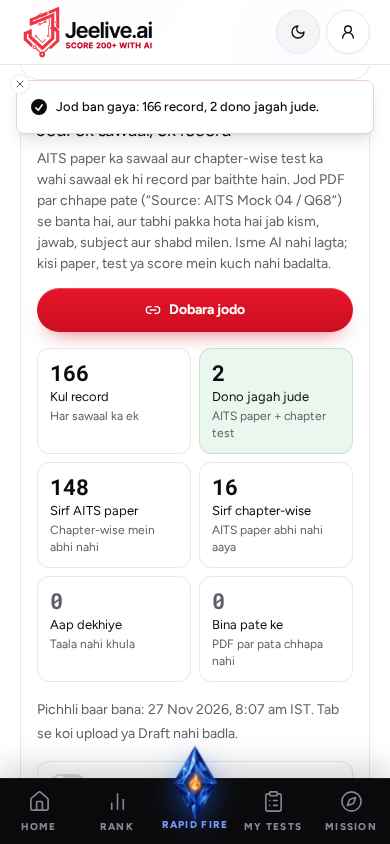 Jeelive.ai
SCORE 200+ WITH AI
Jod ban gaya: 166 record, 2 dono jagah jude.
AITS paper ka sawaal aur chapter-wise test ka
wahi sawaal ek hi record par baithte hain. Jod PDF
par chhape pate ("Source: AITS Mock 04 / Q68")
se banta hai, aur tabhi pakka hota hai jab kism,
jawab, subject aur shabd milen. Isme AI nahi lagta;
kisi paper, test ya score mein kuch nahi badalta.
Dobara jodo
166
Kul record
Har sawaal ka ek
2
Dono jagah jude
AITS paper + chapter
test
148
Sirf AITS paper
Chapter-wise mein
abhi nahi
16
Sirf chapter-wise
AITS paper abhi nahi
aaya
0
Aap dekhiye
Taala nahi khula
0
Bina pate ke
PDF par pata chhapa
nahi
Pichhli baar bana: 27 Nov 2026, 8:07 am IST. Tab
se koi upload ya Draft nahi badla.
HOME
RANK
RAPID FIRE
MY TESTS
MISSION